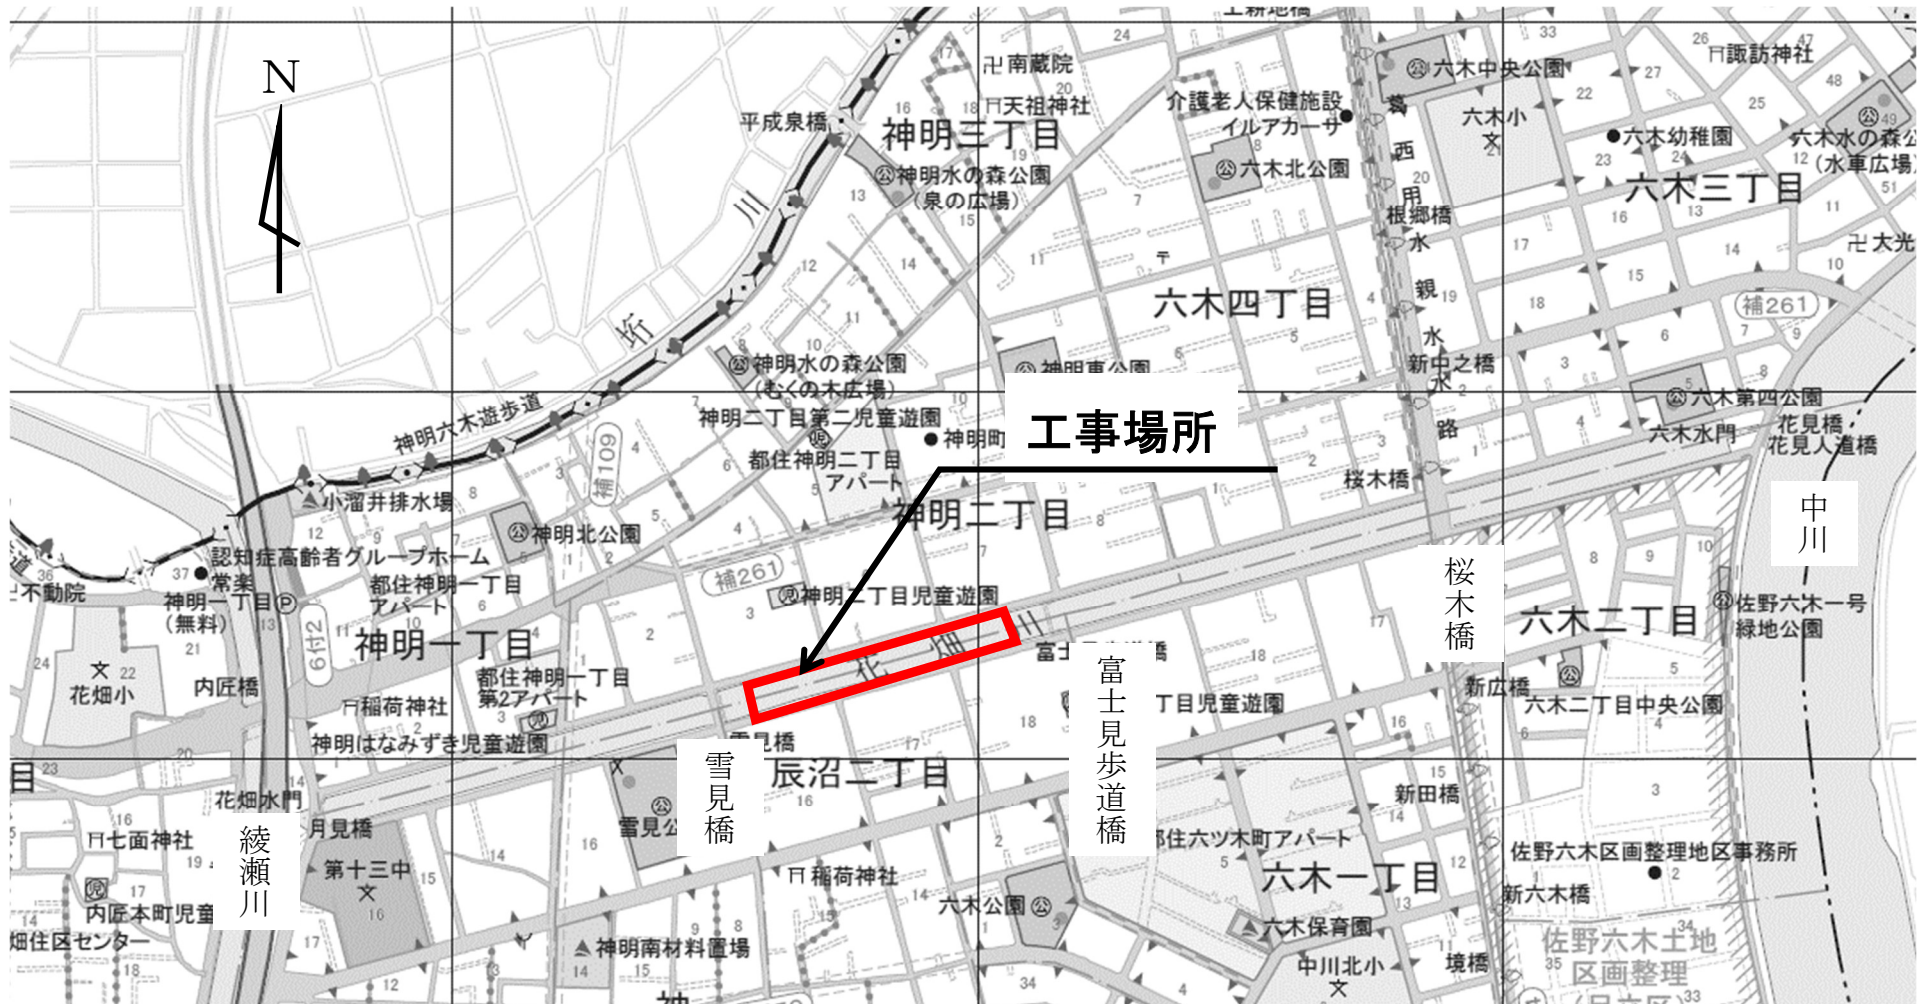 N
卍南蔵院
天祖神社
平成泉橋
神明三丁目
神明水の森公園
(泉の広場)
介護老人保健施設
イルアカーサ
六木北公園
六木中央公園
六木小
六木幼稚園
諏訪神社
(水車広場)
六木三丁目
葛西用水親水路
根郷橋
卍大光
六木四丁目
垳川
補261
新中之橋
神明水の森公園
(むくの木広場)
神明六木遊歩道
補109
神明二丁目第二児童遊園
神明町
都住神明二丁目
アパート
工事場所
桜木橋
六木第四公園
六木水門
花見橋
花見人道橋
中川
小溜井排水場
神明北公園
神明二丁目
認知症高齢者グループホーム
常楽
不動院
都住神明一丁目
アパート
神明一丁目
(無料)
6付2
補261
神明二丁目児童遊園
神明一丁目
花畑
桜木橋
六木二丁目
佐野六木一号
緑地公園
花畑小
内匠橋
稲荷神社
都住神明一丁目
第2アパート
神明はなみずき児童遊園
富士見歩道橋
丁目児童遊園
新広橋
六木二丁目中央公園
雪見橋
辰沼二丁目
花畑水門
月見橋
綾瀬川
七面神社
第十三中
雪見公
稲荷神社
新田橋
都住六ツ木町アパート
六木一丁目
佐野六木区画整理地区事務所
新六木橋
内匠本町児童
畑住区センター
神明南材料置場
六木公園
六木保育園
中川北小
境橋
佐野六木土地
区画整理